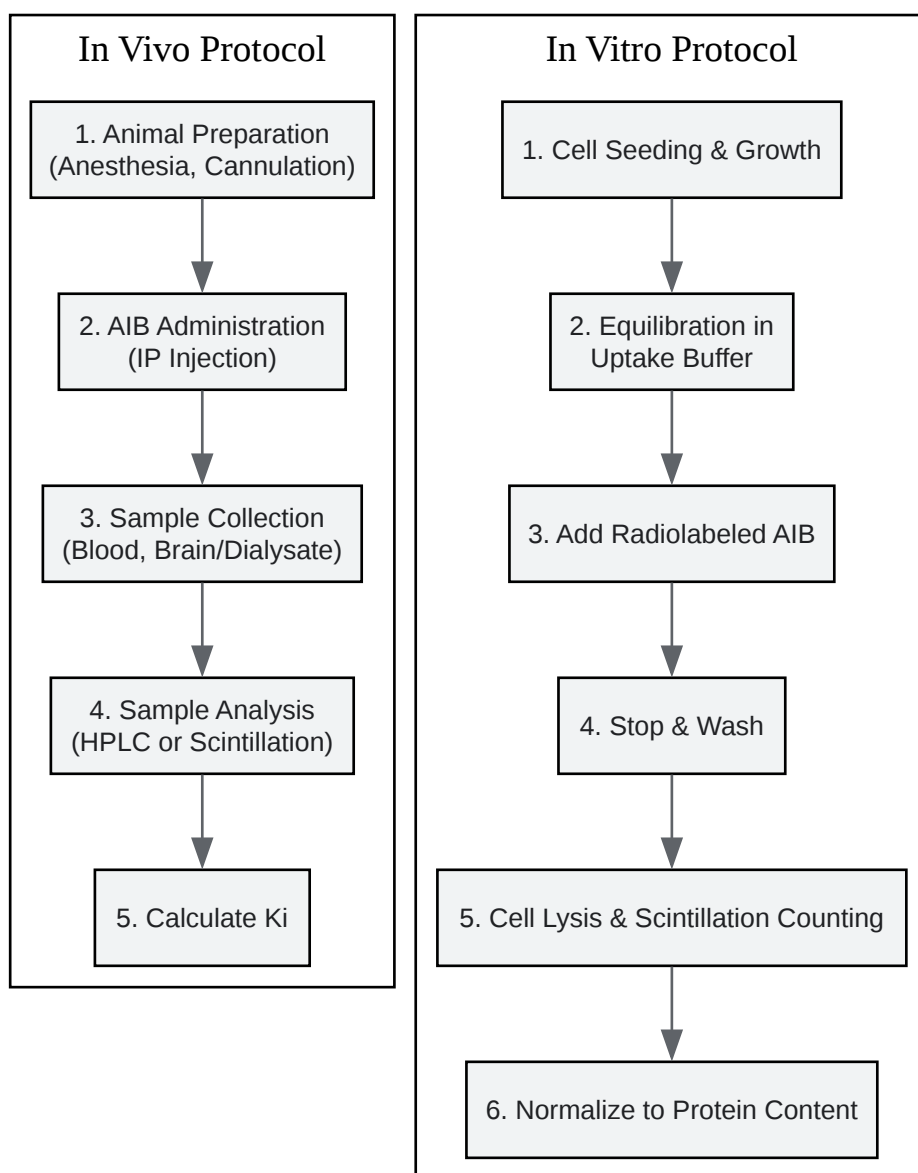 In Vivo Protocol
1. Animal Preparation
(Anesthesia, Cannulation)
2. AIB Administration
(IP Injection)
3. Sample Collection
(Blood, Brain/Dialysate)
4. Sample Analysis
(HPLC or Scintillation)
5. Calculate Ki
In Vitro Protocol
1. Cell Seeding & Growth
2. Equilibration in
Uptake Buffer
3. Add Radiolabeled AIB
4. Stop & Wash
5. Cell Lysis & Scintillation Counting
6. Normalize to Protein Content